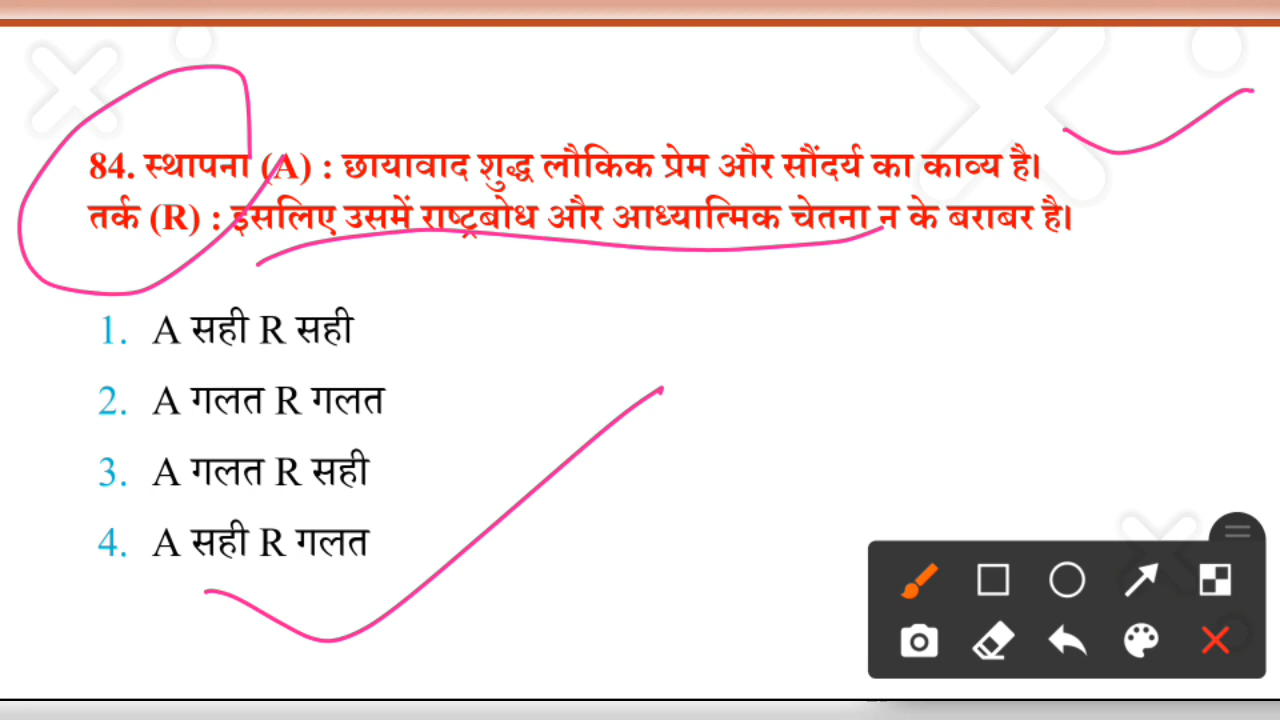 84. स्थापना (A) : छायावाद शुद्ध लौकिक प्रेम और सौंदर्य का काव्य है।
तर्क (R) : इसलिए उसमें राष्ट्रबोध और आध्यात्मिक चेतना न के बराबर है।
1. A सही R सही
2. A गलत R गलत
3. A गलत R सही
4. A सही R गलत